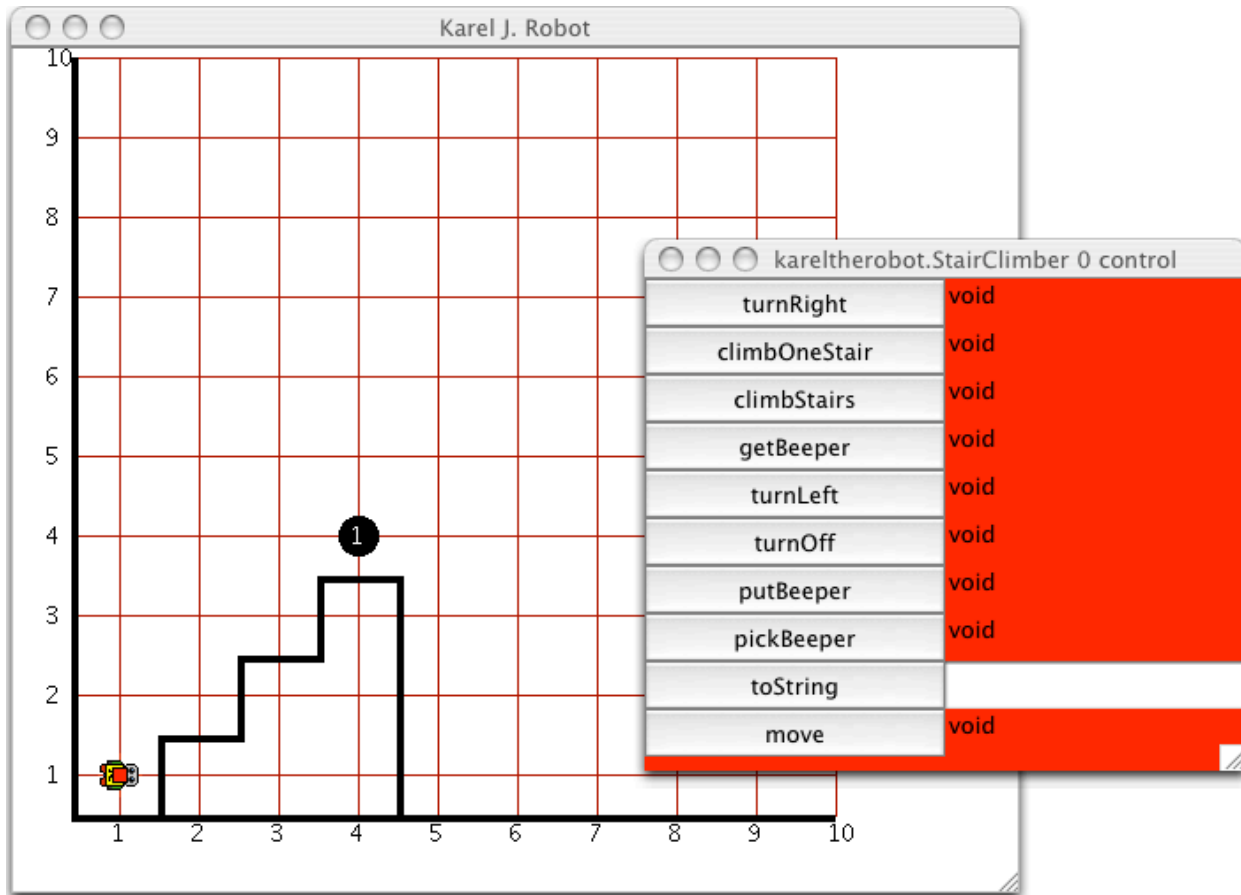 Karel J. Robot
10
9
8
7
6
5
4
3
2
1
1
1 2 3 4 5 6 7 8 9 10
kareltherobot.StairClimber 0 control
turnRight void
climbOneStair void
climbStairs void
getBeeper void
turnLeft void
turnOff void
putBeeper void
pickBeeper void
toString
move void